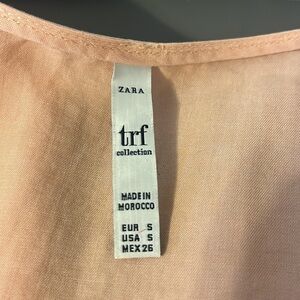 ZARA
trf
collection
MADE IN
MOROCCO
EUR S
USA S
MEX 26